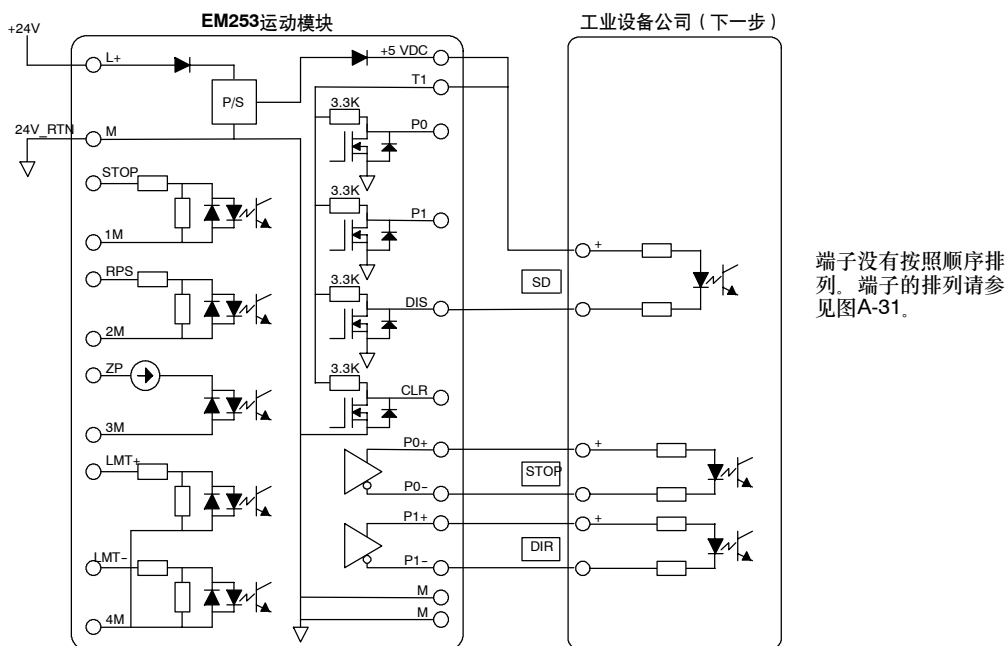 EM253运动模块
工业设备公司（下一步）
+24V
L+
+5 VDC
T1
P/S
3.3K
P0
24V_RTN
M
STOP
3.3K
P1
1M
RPS
3.3K
DIS
2M
ZP
3.3K
CLR
3M
LMT+
P0+
P0-
P1+
P1-
LMT-
M
M
4M
+
SD
+
STOP
+
DIR
端子没有按照顺序排
列。端子的排列请参
见图A-31。